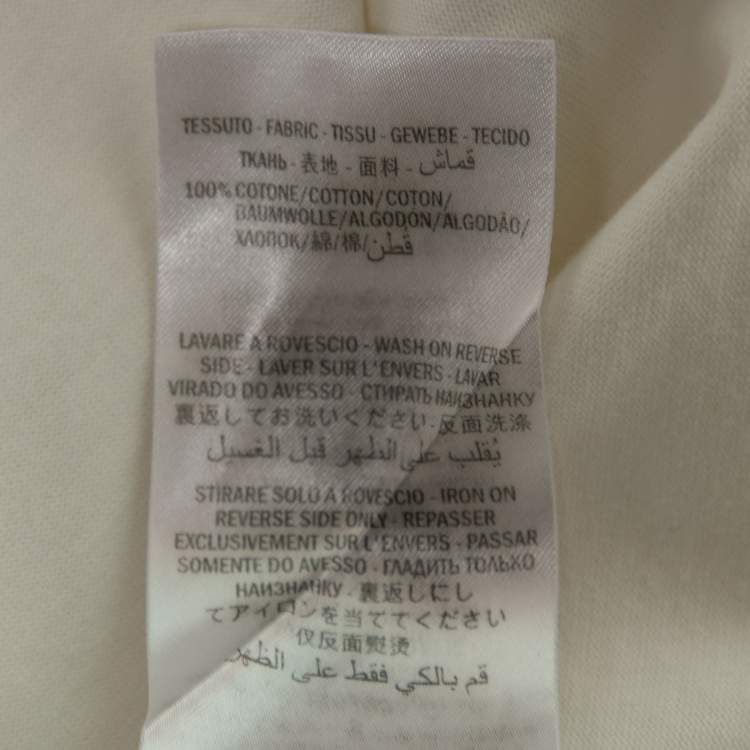 TESSUTO - FABRIC - TISSU - GEWEBE - TECIDO
ТКАНЬ - 表地 - 面料 - قماش
100% COTONE/COTTON/COTON/
BAUMWOLLE/ALGODÓN/ALGODÃO/
ХЛОПОК/綿/棉/قطن
LAVARE A ROVESCIO - WASH ON REVERSE
SIDE - LAVER SUR L'ENVERS - LAVAR
VIRADO DO AVESSO - СТИРАТЬ НАИЗНАНКУ
裏返してお洗いください - 反面洗涤
يُقلب على الظهر قبل الغسيل
STIRARE SOLO A ROVESCIO - IRON ON
REVERSE SIDE ONLY - REPASSER
EXCLUSIVEMENT SUR L'ENVERS - PASSAR
SOMENTE DO AVESSO - ГЛАДИТЬ ТОЛЬКО
НАИЗНАНКУ - 裏返しにし
てアイロンを当ててください
仅反面熨烫
قم بالكي فقط على الظهر